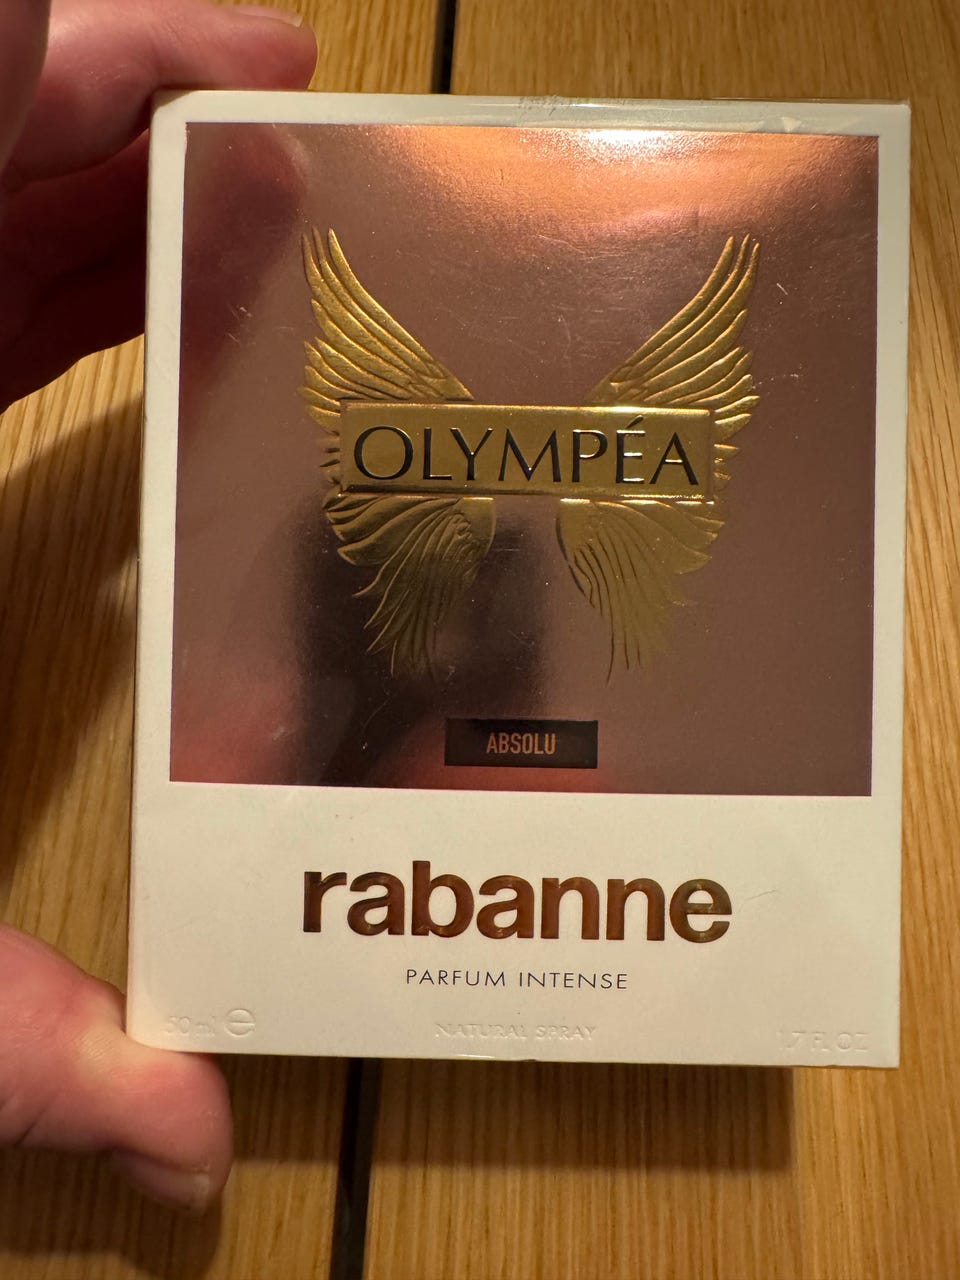 OLYMPÉA
ABSOLU
rabanne
PARFUM INTENSE
50 ml ℮
NATURAL SPRAY
1.7 FL OZ